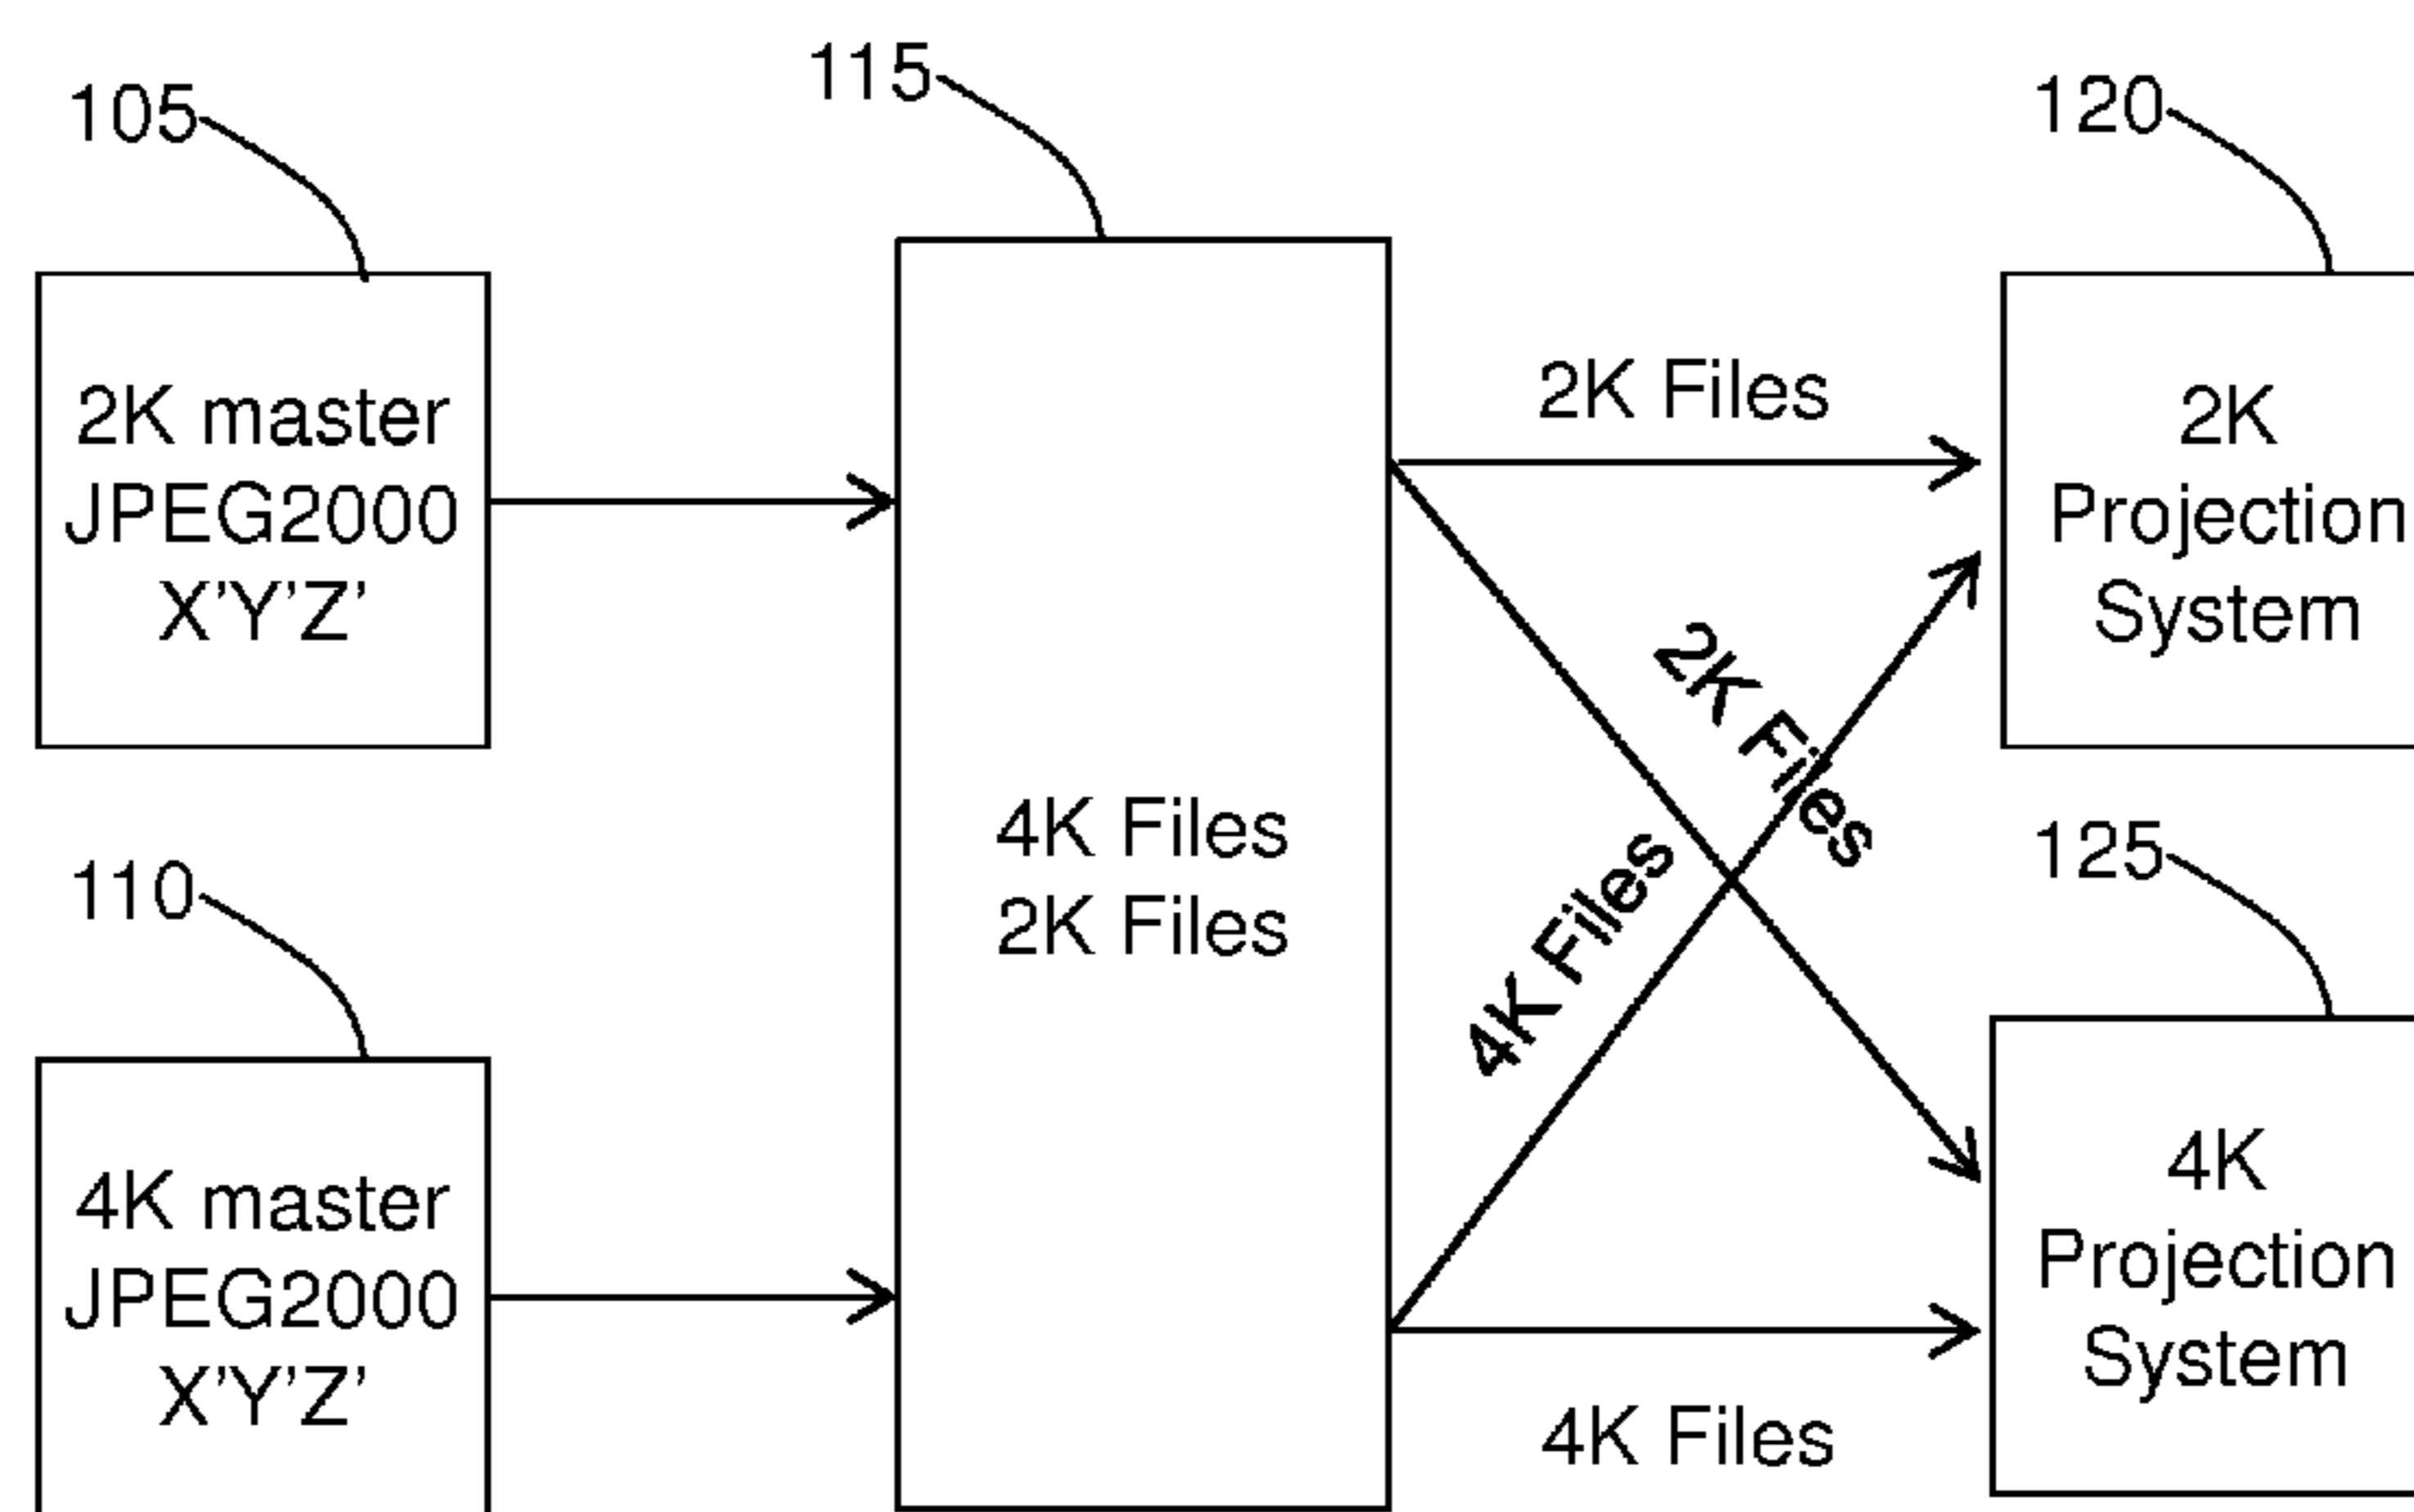 105
115
120
2K master
JPEG2000
X'Y'Z'
4K Files
2K Files
2K Files
2K Files
4K Files
4K Files
2K
Projection
System
110
125
4K master
JPEG2000
X'Y'Z'
4K
Projection
System